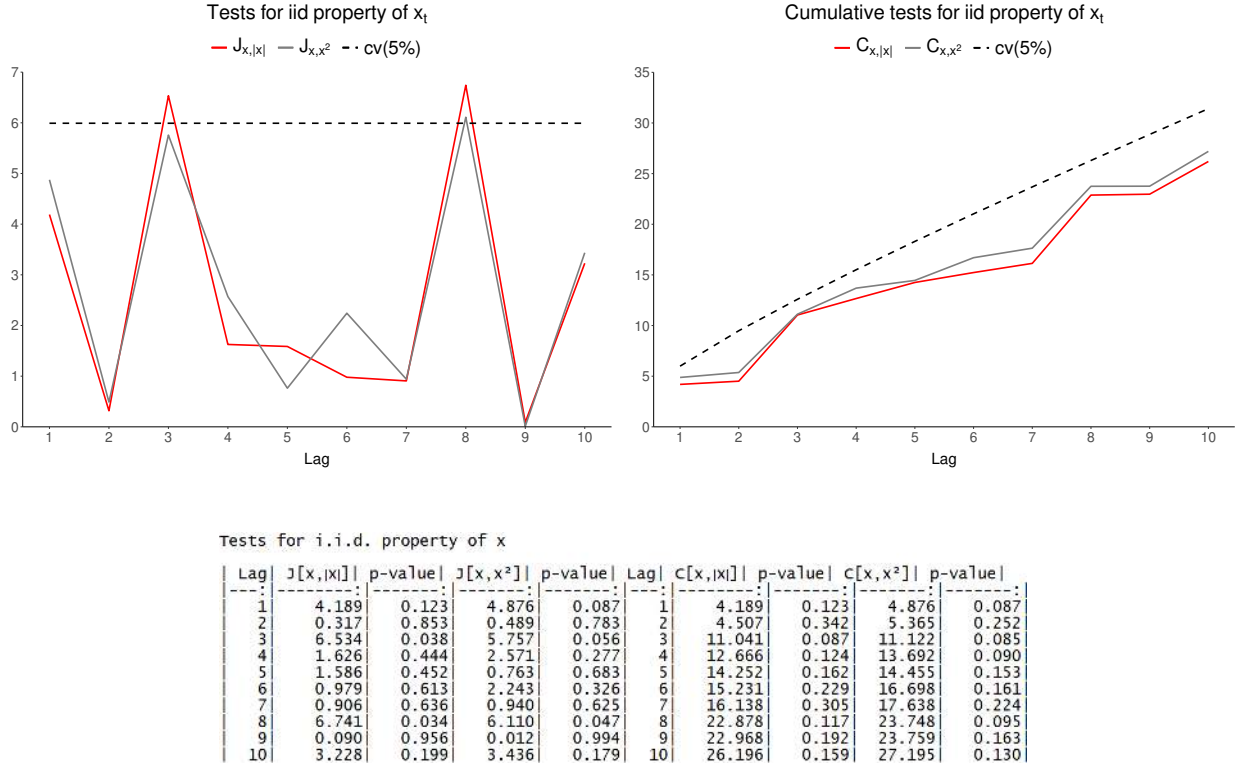 Tests for iid property of xₜ
J x,|x| J x,x² cv(5%)
7
6
5
4
3
2
1
0
1 2 3 4 5 6 7 8 9 10
Lag
Cumulative tests for iid property of xₜ
C x,|x| C x,x² cv(5%)
35
30
25
20
15
10
5
0
1 2 3 4 5 6 7 8 9 10
Lag
Tests for i.i.d. property of x
| Lag| J[x,|x|]| p-value| J[x,x²]| p-value| Lag| C[x,|x|]| p-value| C[x,x²]| p-value|
|---:|---------:|-------:|--------:|-------:|---:|---------:|--------:|--------:|--------:|
| 1| 4.189| 0.123| 4.876| 0.087| 1| 4.189| 0.123| 4.876| 0.087|
| 2| 0.317| 0.853| 0.489| 0.783| 2| 4.507| 0.342| 5.365| 0.252|
| 3| 6.534| 0.038| 5.757| 0.056| 3| 11.041| 0.087| 11.122| 0.085|
| 4| 1.626| 0.444| 2.571| 0.277| 4| 12.666| 0.124| 13.692| 0.090|
| 5| 1.586| 0.452| 0.763| 0.683| 5| 14.252| 0.162| 14.455| 0.153|
| 6| 0.979| 0.613| 2.243| 0.326| 6| 15.231| 0.229| 16.698| 0.161|
| 7| 0.906| 0.636| 0.940| 0.625| 7| 16.138| 0.305| 17.638| 0.224|
| 8| 6.741| 0.034| 6.110| 0.047| 8| 22.878| 0.117| 23.748| 0.095|
| 9| 0.090| 0.956| 0.012| 0.994| 9| 22.968| 0.192| 23.759| 0.163|
| 10| 3.228| 0.199| 3.436| 0.179| 10| 26.196| 0.159| 27.195| 0.130|